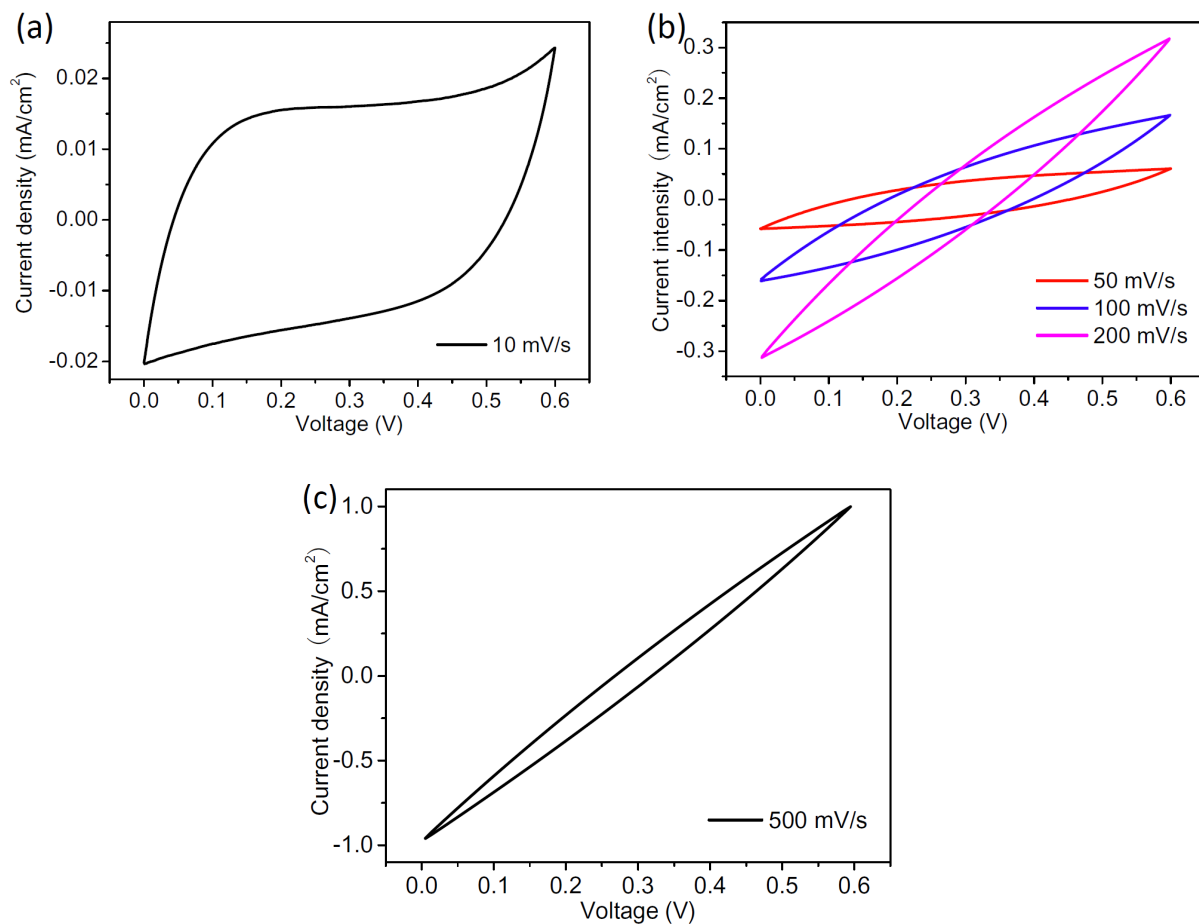 (a)
Current density (mA/cm²)
0.02
0.01
0.00
-0.01
-0.02
10 mV/s
0.0 0.1 0.2 0.3 0.4 0.5 0.6
Voltage (V)
(b)
Current intensity (mA/cm²)
0.3
0.2
0.1
0.0
-0.1
-0.2
-0.3
50 mV/s
100 mV/s
200 mV/s
0.0 0.1 0.2 0.3 0.4 0.5 0.6
Voltage (V)
(c)
Current density (mA/cm²)
1.0
0.5
0.0
-0.5
-1.0
500 mV/s
0.0 0.1 0.2 0.3 0.4 0.5 0.6
Voltage (V)